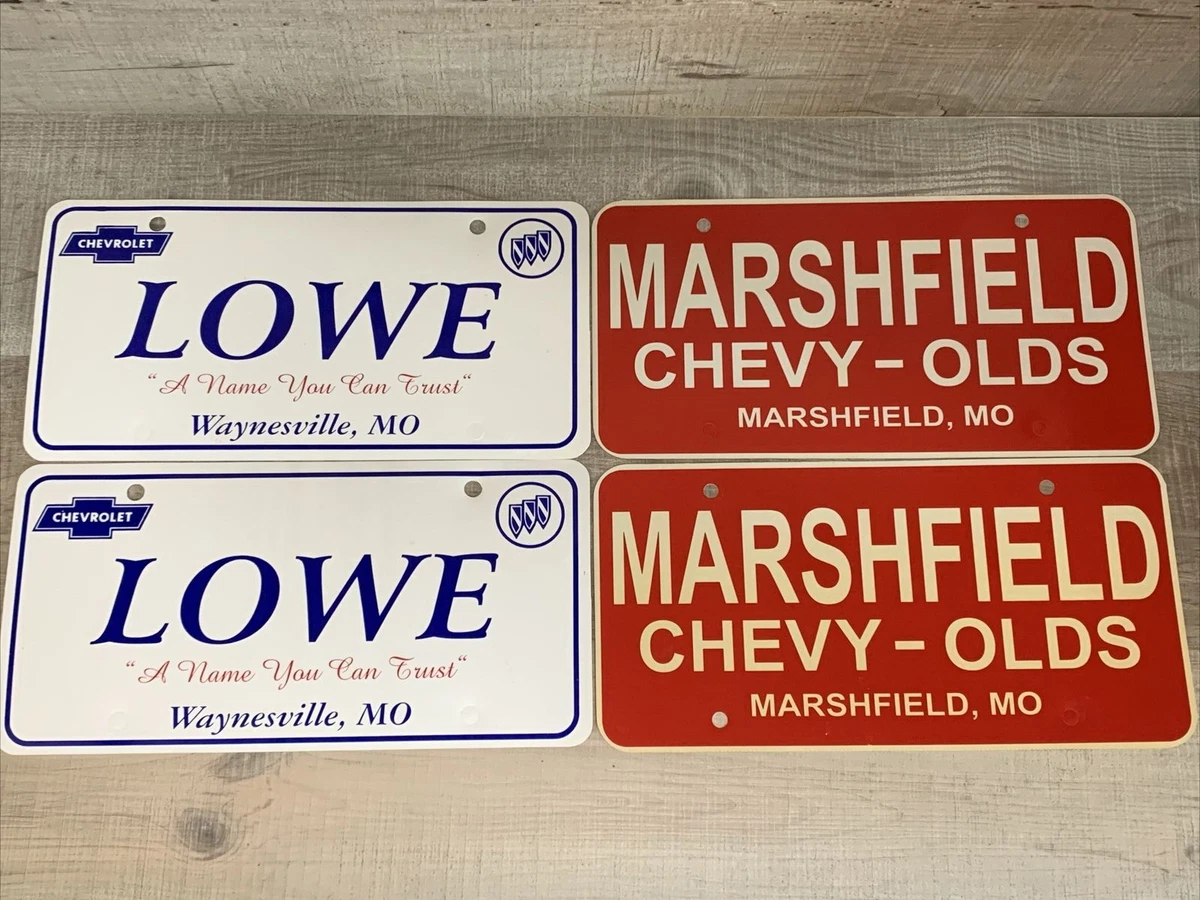 CHEVROLET
LOWE
“A Name You Can Trust“
Waynesville, MO
MARSHFIELD
CHEVY – OLDS
MARSHFIELD, MO
CHEVROLET
LOWE
“A Name You Can Trust“
Waynesville, MO
MARSHFIELD
CHEVY – OLDS
MARSHFIELD, MO